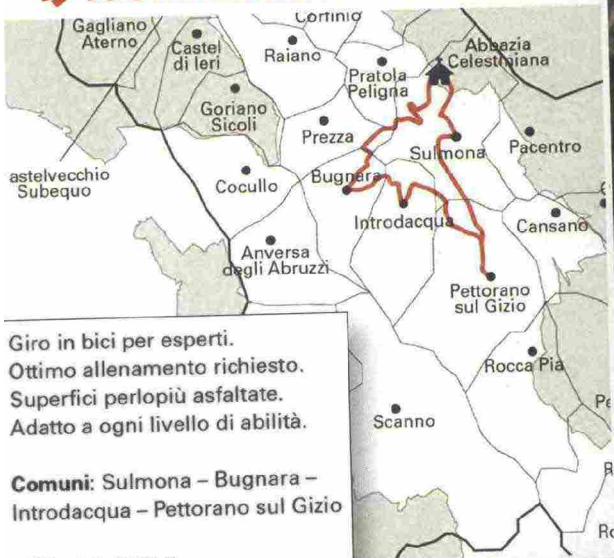 Corfinio
Gagliano
Aterno
Castel
di Ieri
Raiano
Abbazia
Celestiniana
Pratola
Peligna
Goriano
Sicoli
Prezza
Sulmona
Pacentro
astelvecchio
Subequo
Cocullo
Bugnara
Introdacqua
Cansano
Anversa
degli Abruzzi
Pettorano
sul Gizio
Rocca Pia
Scanno
Giro in bici per esperti.
Ottimo allenamento richiesto.
Superfici perlopiù asfaltate.
Adatto a ogni livello di abilità.
Comuni: Sulmona – Bugnara –
Introdacqua – Pettorano sul Gizio